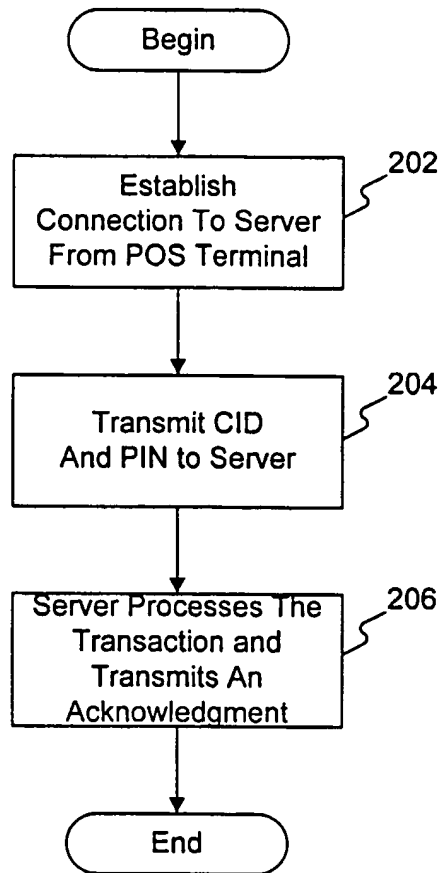 Begin
Establish
Connection To Server
From POS Terminal
202
Transmit CID
And PIN to Server
204
Server Processes The
Transaction and
Transmits An
Acknowledgment
206
End